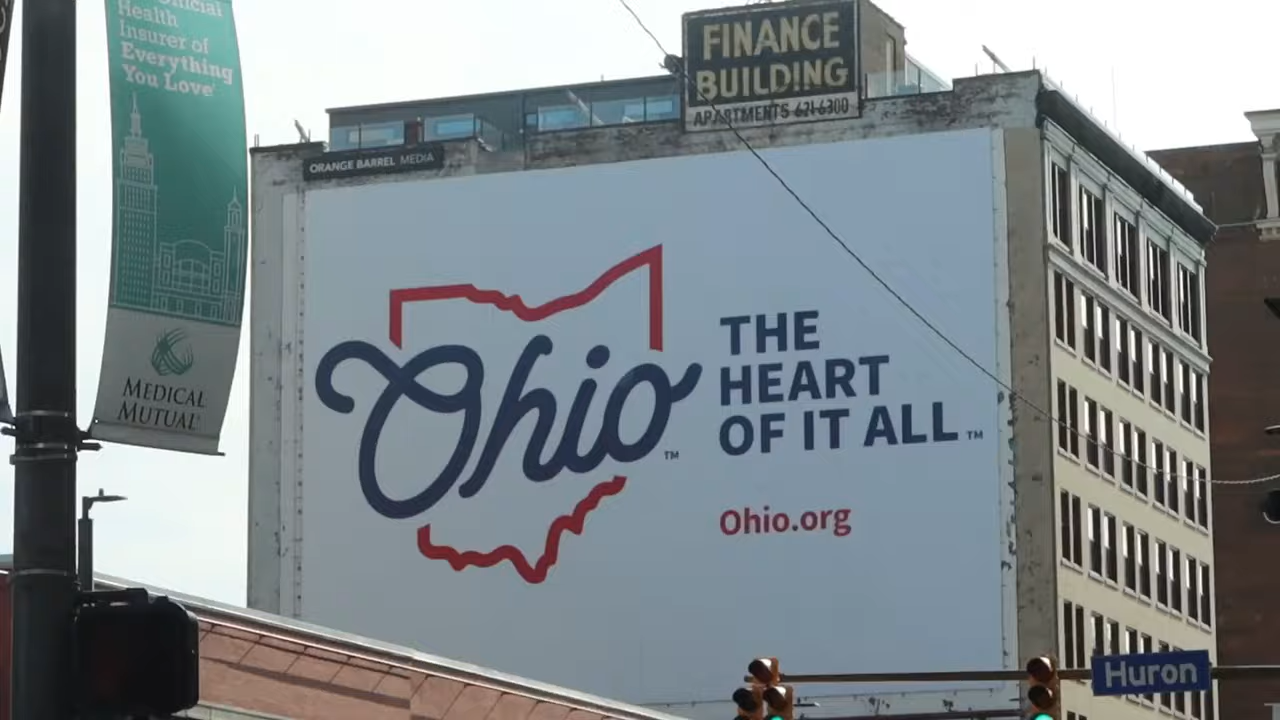 Official
Health
Insurer of
Everything
You Love
MEDICAL
MUTUAL
FINANCE
BUILDING
APARTMENTS 621-6300
ORANGE BARREL MEDIA
Ohio™
THE
HEART
OF IT ALL™
Ohio.org
Huron